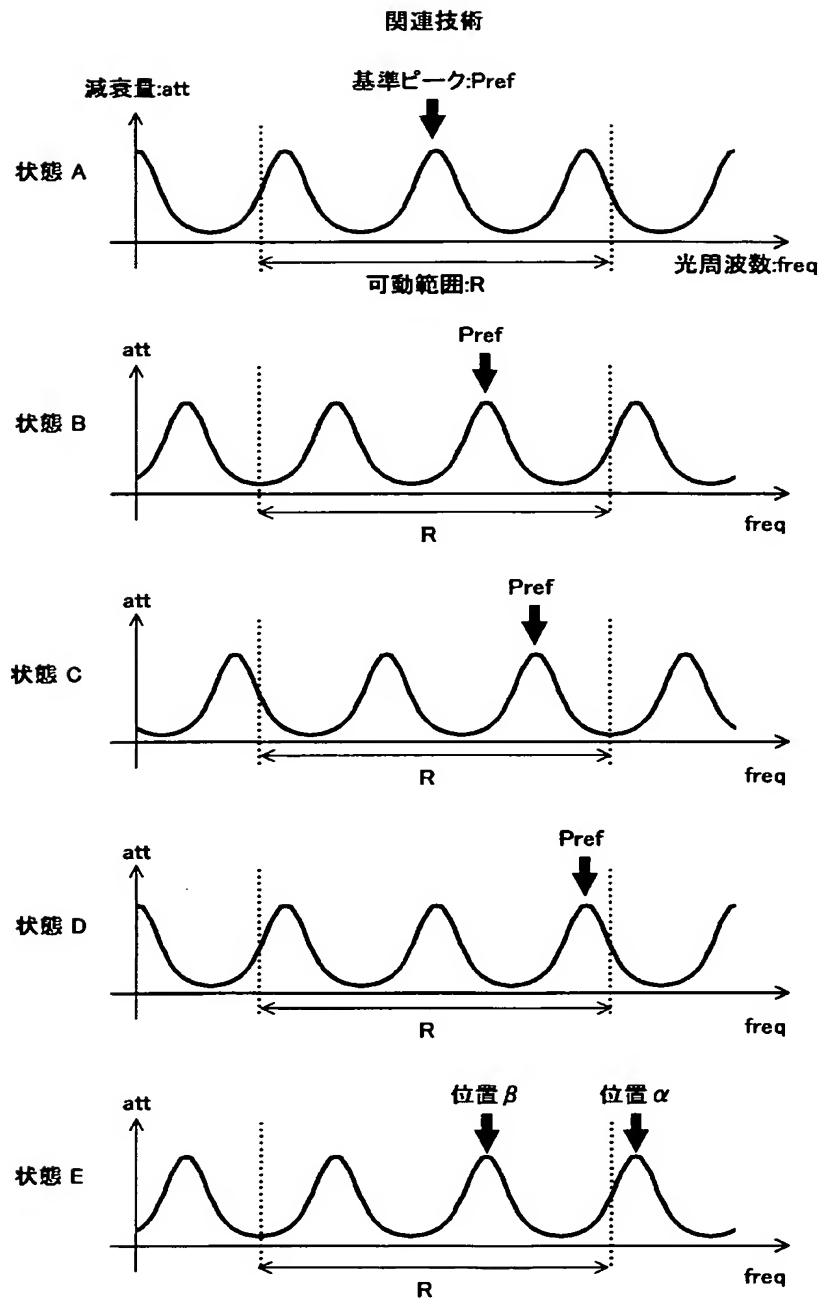 関連技術
減衰量:att
基準ピーク:Pref
状態 A
可動範囲:R
光周波数:freq
att
Pref
状態 B
R
freq
att
Pref
状態 C
R
freq
att
Pref
状態 D
R
freq
att
位置β
位置α
状態 E
R
freq